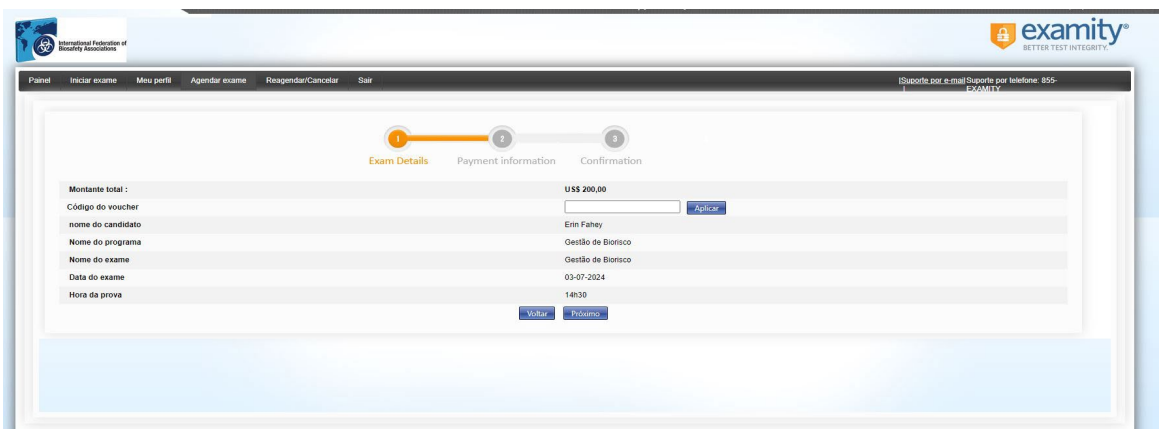 International Federation of
Biosafety Associations
examity®
BETTER TEST INTEGRITY.
Painel Iniciar exame Meu perfil Agendar exame Reagendar/Cancelar Sair
|Suporte por e-mail Suporte por telefone: 855-
| EXAMITY
1 2 3
Exam Details Payment information Confirmation
Montante total : US$ 200,00
Código do voucher Aplicar
nome do candidato Erin Fahey
Nome do programa Gestão de Biorisco
Nome do exame Gestão de Biorisco
Data do exame 03-07-2024
Hora da prova 14h30
Voltar Próximo